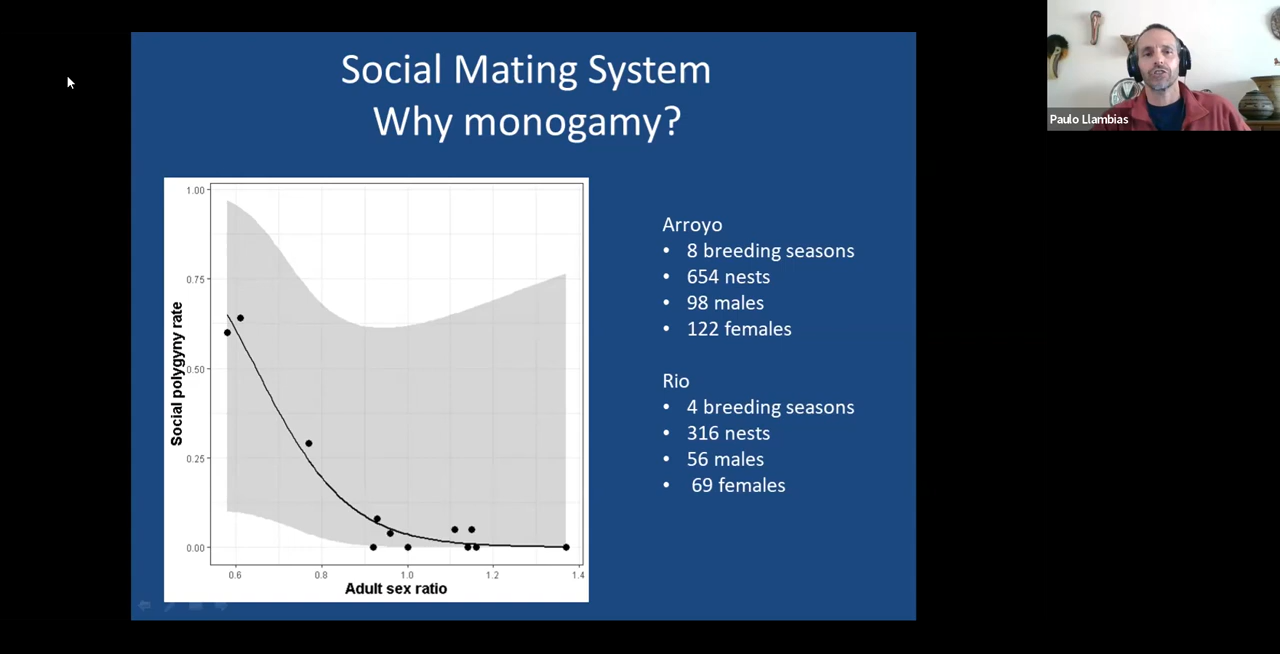 Social Mating System
Why monogamy?
Paulo Llambias
1.00
0.75
0.50
0.25
0.00
Social polygyny rate
0.6
0.8
1.0
1.2
1.4
Adult sex ratio
Arroyo
• 8 breeding seasons
• 654 nests
• 98 males
• 122 females
Rio
• 4 breeding seasons
• 316 nests
• 56 males
• 69 females